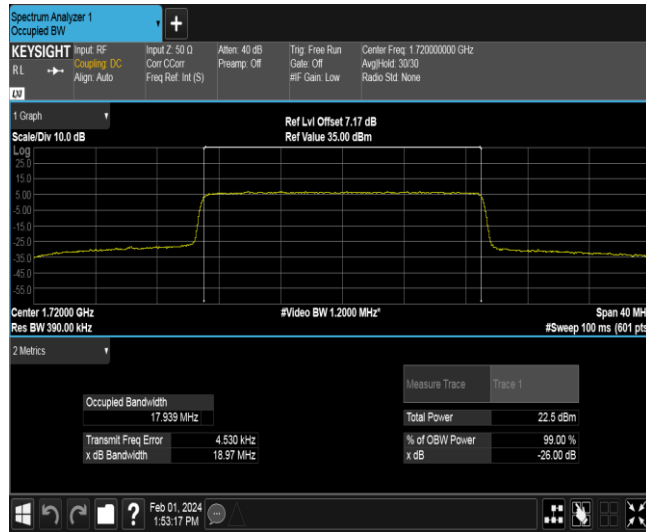 Spectrum Analyzer 1
Occupied BW
+
KEYSIGHT
RL
LXI
Input: RF
Coupling: DC
Align: Auto
Input Z: 50 Ω
Corr CCorr
Freq Ref: Int (S)
Atten: 40 dB
Preamp: Off
Trig: Free Run
Gate: Off
#IF Gain: Low
Center Freq: 1.720000000 GHz
Avg|Hold: 30/30
Radio Std: None
1 Graph
Scale/Div 10.0 dB
Ref Lvl Offset 7.17 dB
Ref Value 35.00 dBm
Log
25.0
15.0
5.00
-5.00
-15.0
-25.0
-35.0
-45.0
-55.0
Center 1.72000 GHz
Res BW 390.00 kHz
#Video BW 1.2000 MHz*
Span 40 MH
#Sweep 100 ms (601 pts
2 Metrics
Measure Trace Trace 1
Occupied Bandwidth
17.939 MHz
Total Power 22.5 dBm
Transmit Freq Error 4.530 kHz
% of OBW Power 99.00 %
x dB Bandwidth 18.97 MHz
x dB -26.00 dB
?
Feb 01, 2024
1:53:17 PM